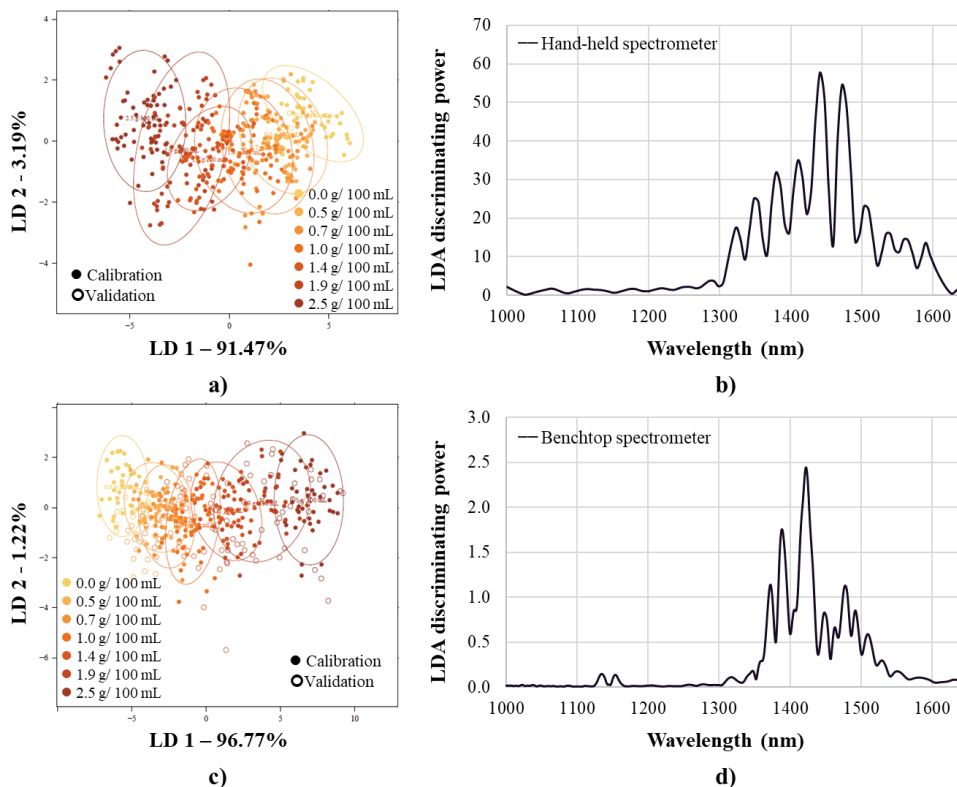 4
2
0
−2
−4
LD 2 - 3.19%
● Calibration
○ Validation
0.0 g/ 100 mL
0.5 g/ 100 mL
0.7 g/ 100 mL
1.0 g/ 100 mL
1.4 g/ 100 mL
1.9 g/ 100 mL
2.5 g/ 100 mL
−5 0 5
LD 1 – 91.47%
a)
70
60
50
40
30
20
10
0
LDA discriminating power
Hand-held spectrometer
1000 1100 1200 1300 1400 1500 1600
Wavelength (nm)
b)
2
0
−2
−4
−6
LD 2 - 1.22%
0.0 g/ 100 mL
0.5 g/ 100 mL
0.7 g/ 100 mL
1.0 g/ 100 mL
1.4 g/ 100 mL
1.9 g/ 100 mL
2.5 g/ 100 mL
● Calibration
○ Validation
−5 0 5 10
LD 1 – 96.77%
c)
3.0
2.5
2.0
1.5
1.0
0.5
0.0
LDA discriminating power
Benchtop spectrometer
1000 1100 1200 1300 1400 1500 1600
Wavelength (nm)
d)